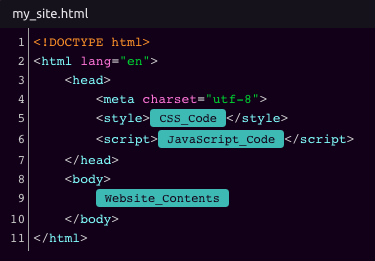 my_site.html
1 <!DOCTYPE html>
2 <html lang="en">
3 <head>
4 <meta charset="utf-8">
5 <style> CSS_Code </style>
6 <script> JavaScript_Code </script>
7 </head>
8 <body>
9 Website_Contents
10 </body>
11 </html>